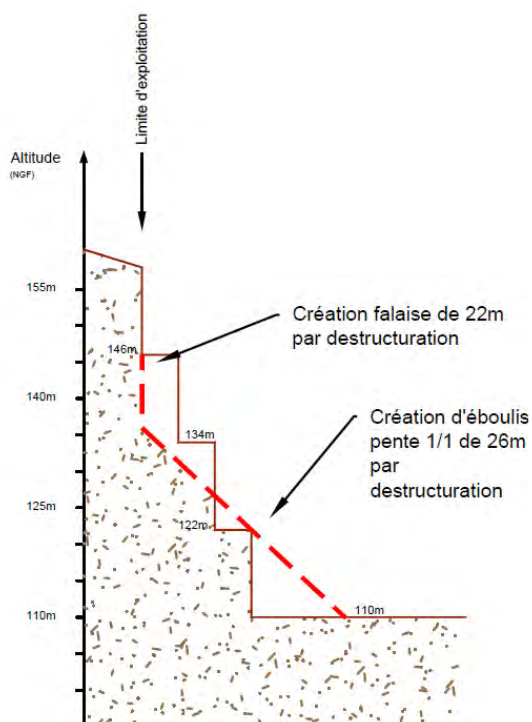 Limite d'exploitation
Altitude
(NGF)
155m
Création falaise de 22m
par destructuration
146m
140m
Création d'éboulis
pente 1/1 de 26m
par
destructuration
134m
125m
122m
110m
110m